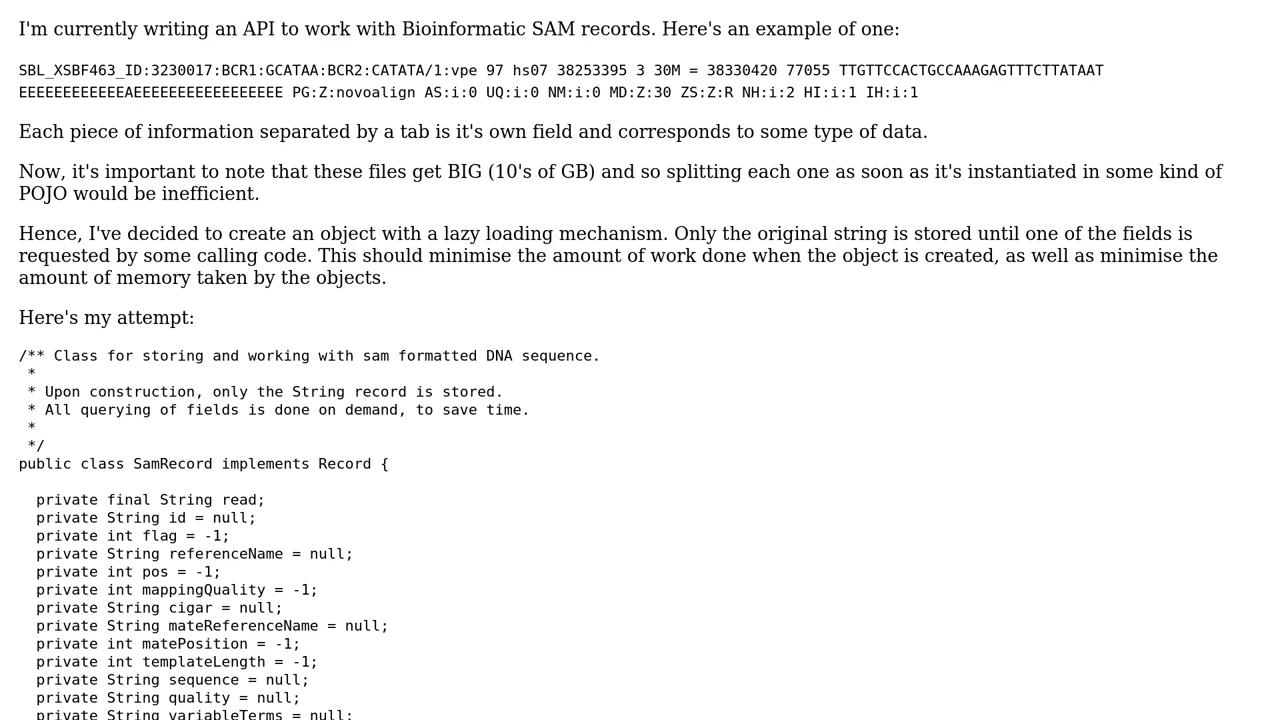 I'm currently writing an API to work with Bioinformatic SAM records. Here's an example of one:
SBL_XSBF463_ID:3230017:BCR1:GCATAA:BCR2:CATATA/1:vpe 97 hs07 38253395 3 30M = 38330420 77055 TTGTTCCACTGCCAAAGAGTTTCTTATAAT
EEEEEEEEEEEEAEEEEEEEEEEEEEEEEE PG:Z:novoalign AS:i:0 UQ:i:0 NM:i:0 MD:Z:30 ZS:Z:R NH:i:2 HI:i:1 IH:i:1
Each piece of information separated by a tab is it's own field and corresponds to some type of data.
Now, it's important to note that these files get BIG (10's of GB) and so splitting each one as soon as it's instantiated in some kind of
POJO would be inefficient.
Hence, I've decided to create an object with a lazy loading mechanism. Only the original string is stored until one of the fields is
requested by some calling code. This should minimise the amount of work done when the object is created, as well as minimise the
amount of memory taken by the objects.
Here's my attempt:
/** Class for storing and working with sam formatted DNA sequence.
 *
 * Upon construction, only the String record is stored.
 * All querying of fields is done on demand, to save time.
 *
 */
public class SamRecord implements Record {
  private final String read;
  private String id = null;
  private int flag = -1;
  private String referenceName = null;
  private int pos = -1;
  private int mappingQuality = -1;
  private String cigar = null;
  private String mateReferenceName = null;
  private int matePosition = -1;
  private int templateLength = -1;
  private String sequence = null;
  private String quality = null;
  private String variableTerms = null;